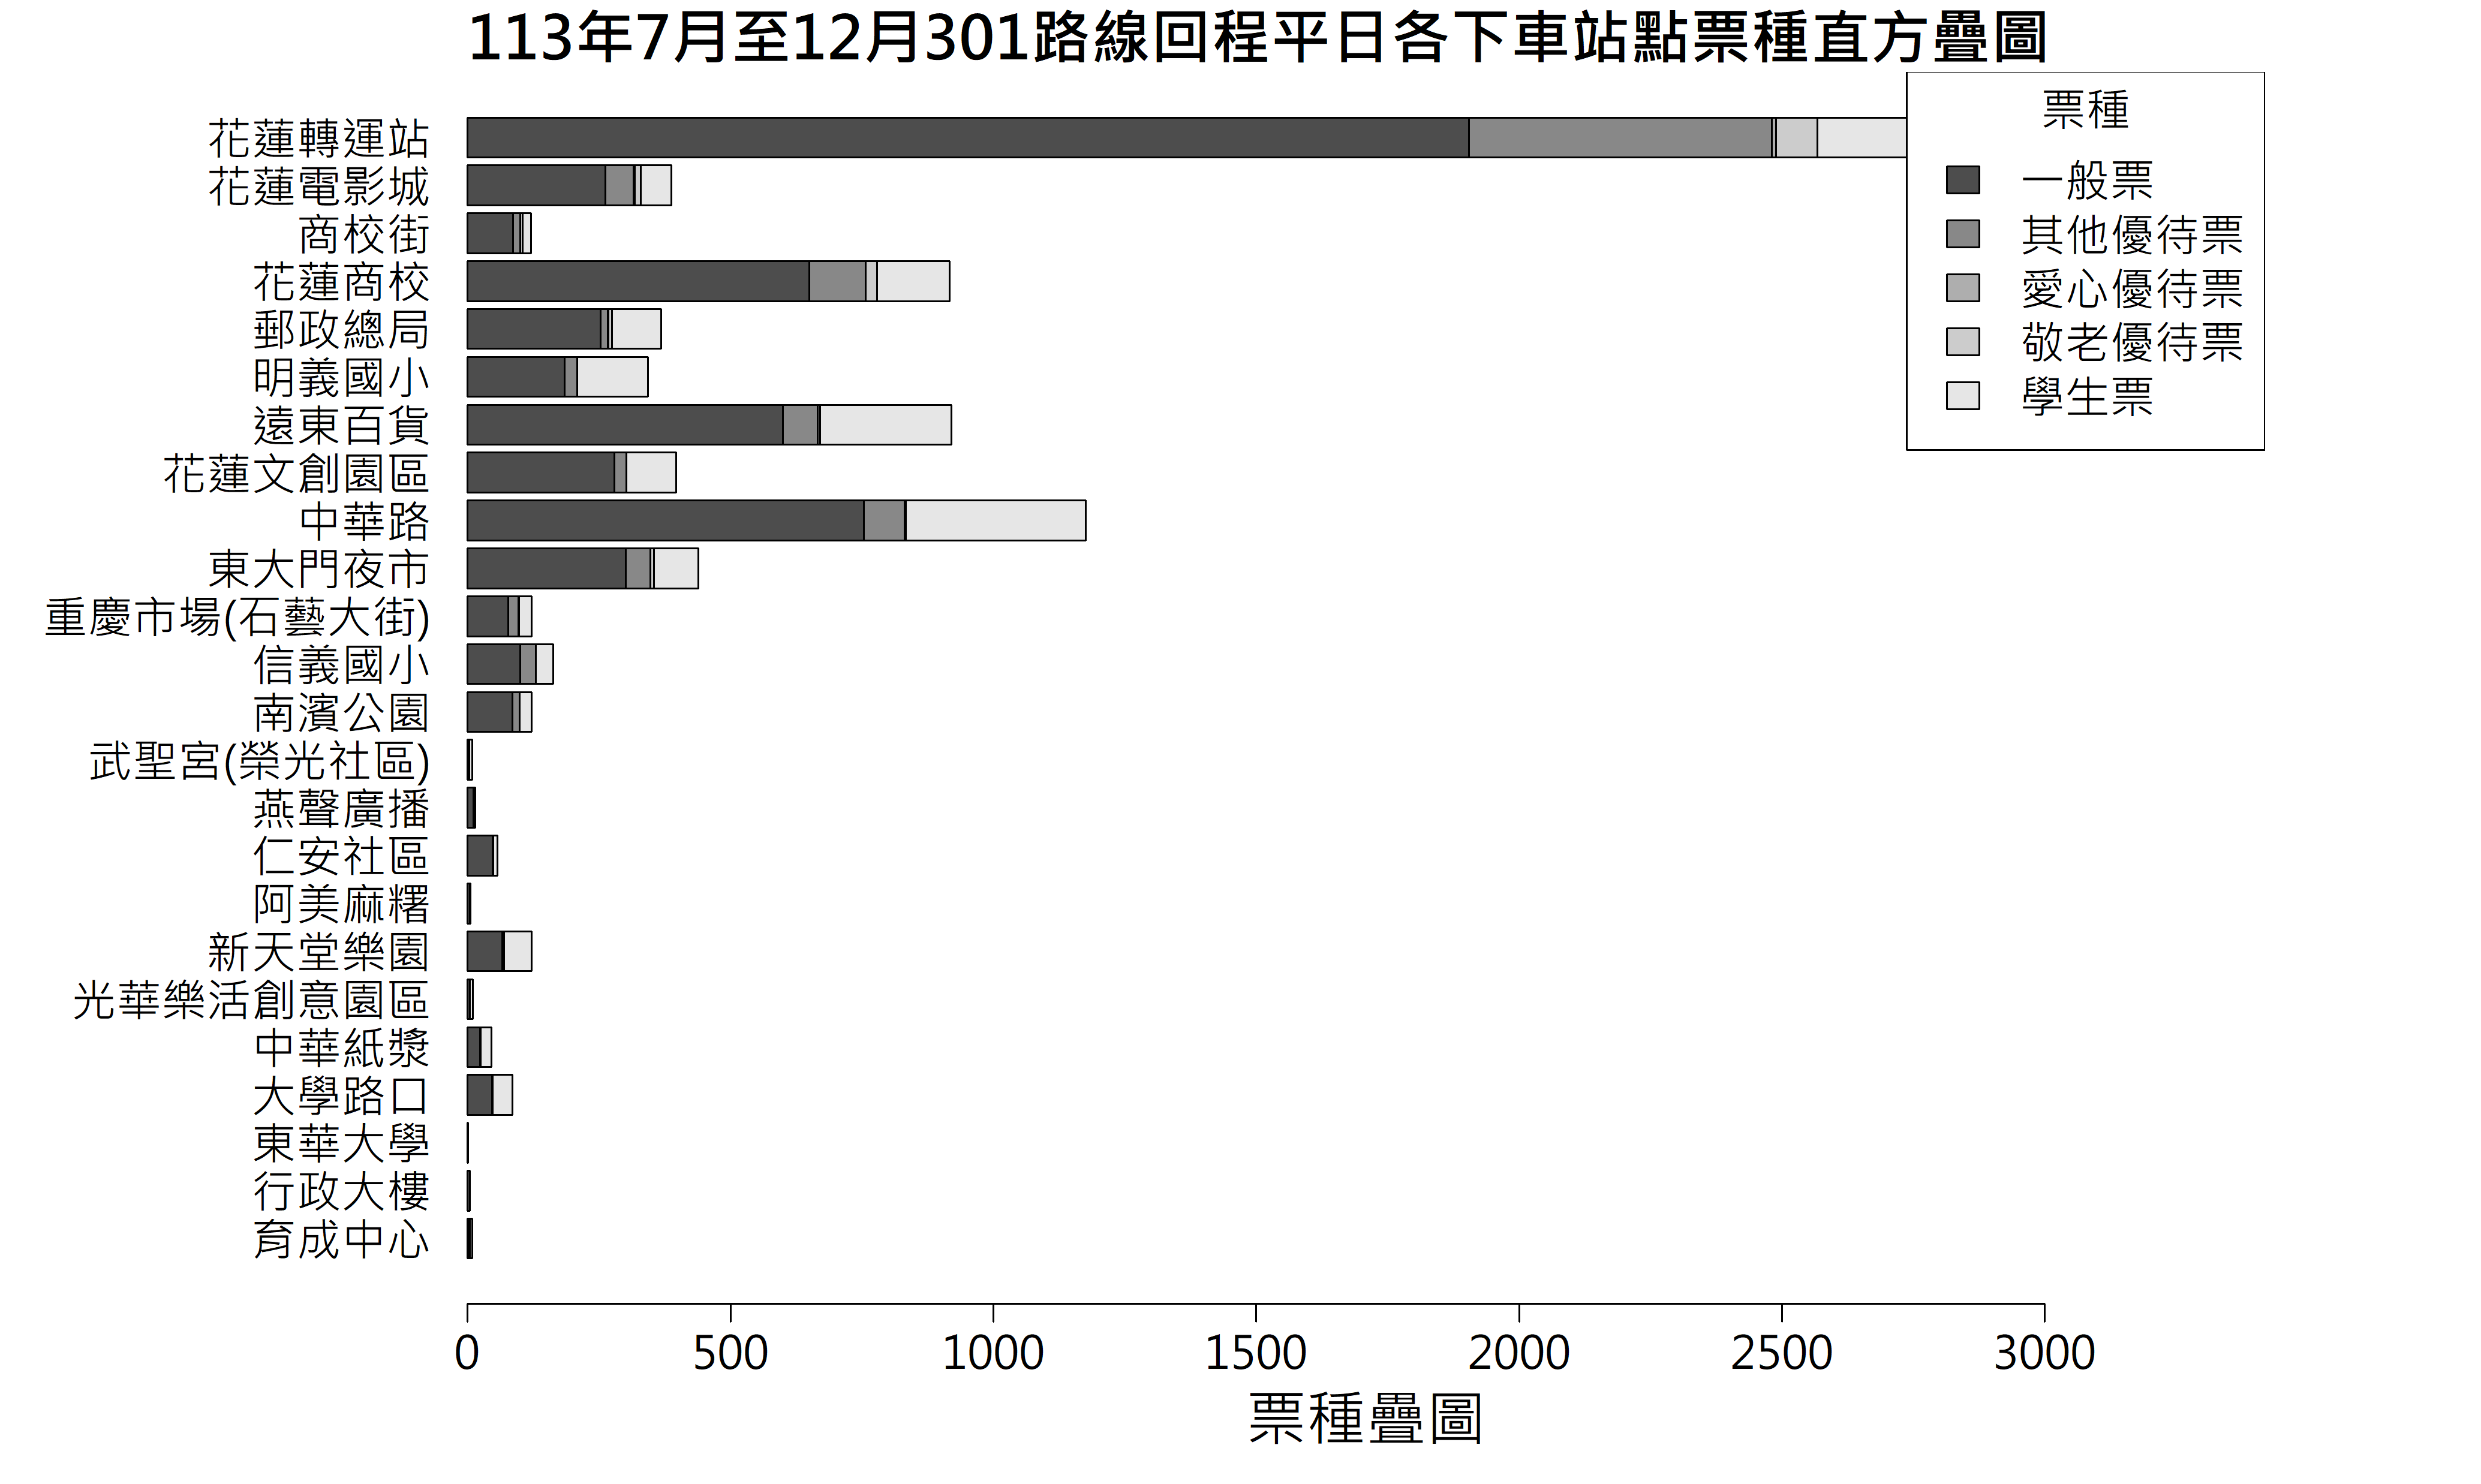 113年7月至12月301路線回程平日各下車站點票種直方疊圖
票種
一般票
其他優待票
愛心優待票
敬老優待票
學生票
花蓮轉運站
花蓮電影城
商校街
花蓮商校
郵政總局
明義國小
遠東百貨
花蓮文創園區
中華路
東大門夜市
重慶市場(石藝大街)
信義國小
南濱公園
武聖宮(榮光社區)
燕聲廣播
仁安社區
阿美麻糬
新天堂樂園
光華樂活創意園區
中華紙漿
大學路口
東華大學
行政大樓
育成中心
0 500 1000 1500 2000 2500 3000
票種疊圖